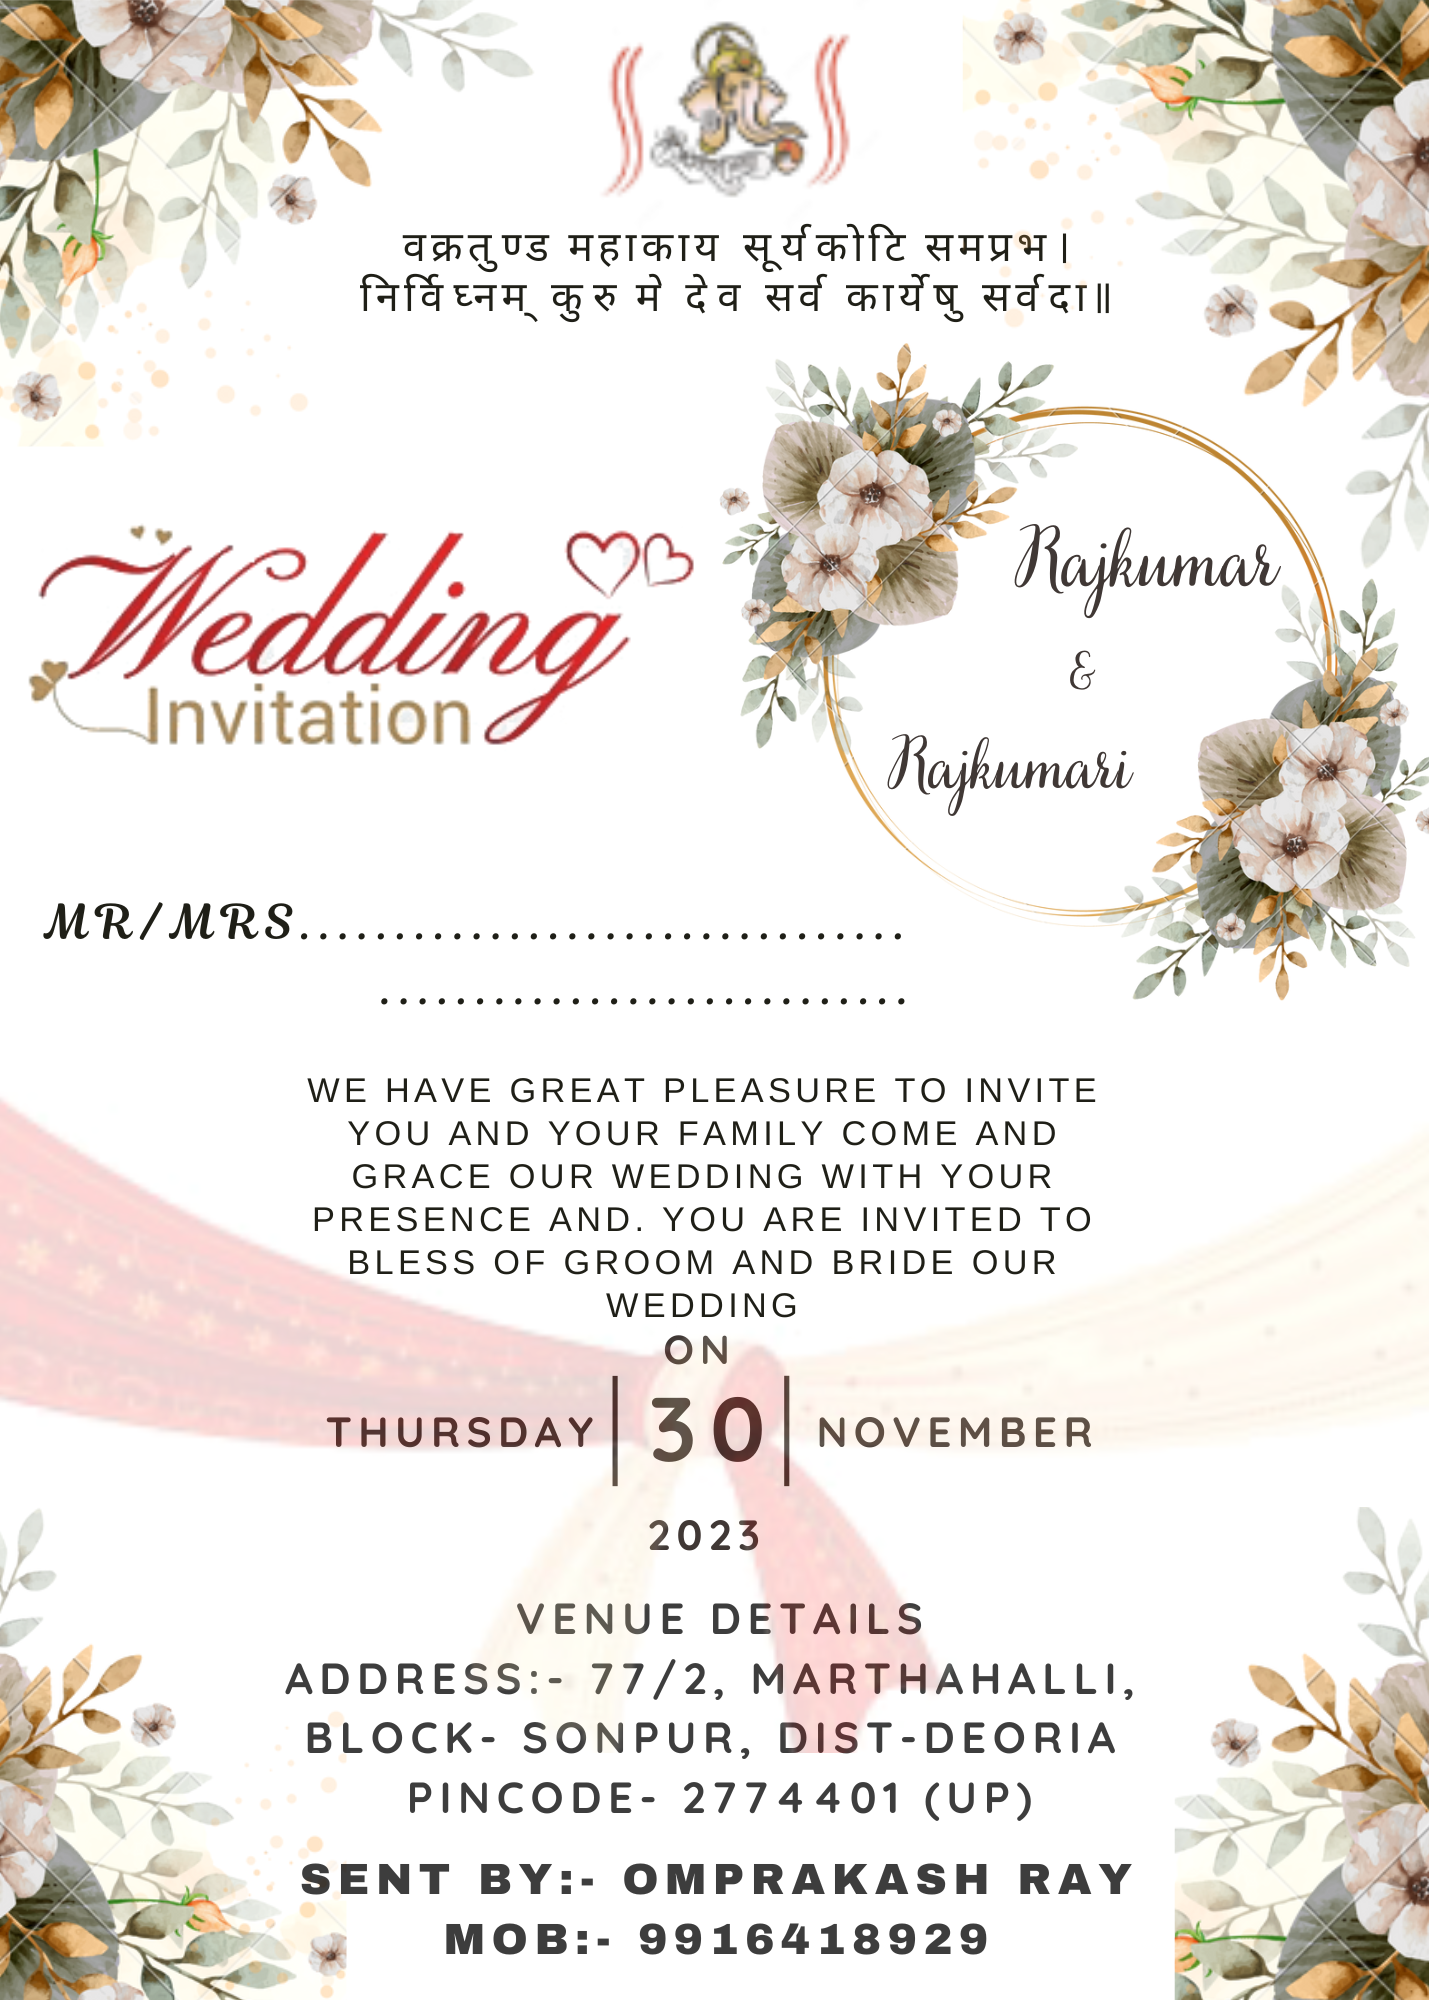 वक्रतुण्ड महाकाय सूर्यकोटि समप्रभ।
निर्विघ्नम् कुरु मे देव सर्व कार्येषु सर्वदा॥
Wedding
Invitation
Rajkumar
&
Rajkumari
MR/MRS................................
............................
WE HAVE GREAT PLEASURE TO INVITE
YOU AND YOUR FAMILY COME AND
GRACE OUR WEDDING WITH YOUR
PRESENCE AND. YOU ARE INVITED TO
BLESS OF GROOM AND BRIDE OUR
WEDDING
ON
THURSDAY 30 NOVEMBER
2023
VENUE DETAILS
ADDRESS:- 77/2, MARTHAHALLI,
BLOCK- SONPUR, DIST-DEORIA
PINCODE- 2774401 (UP)
SENT BY:- OMPRAKASH RAY
MOB:- 9916418929